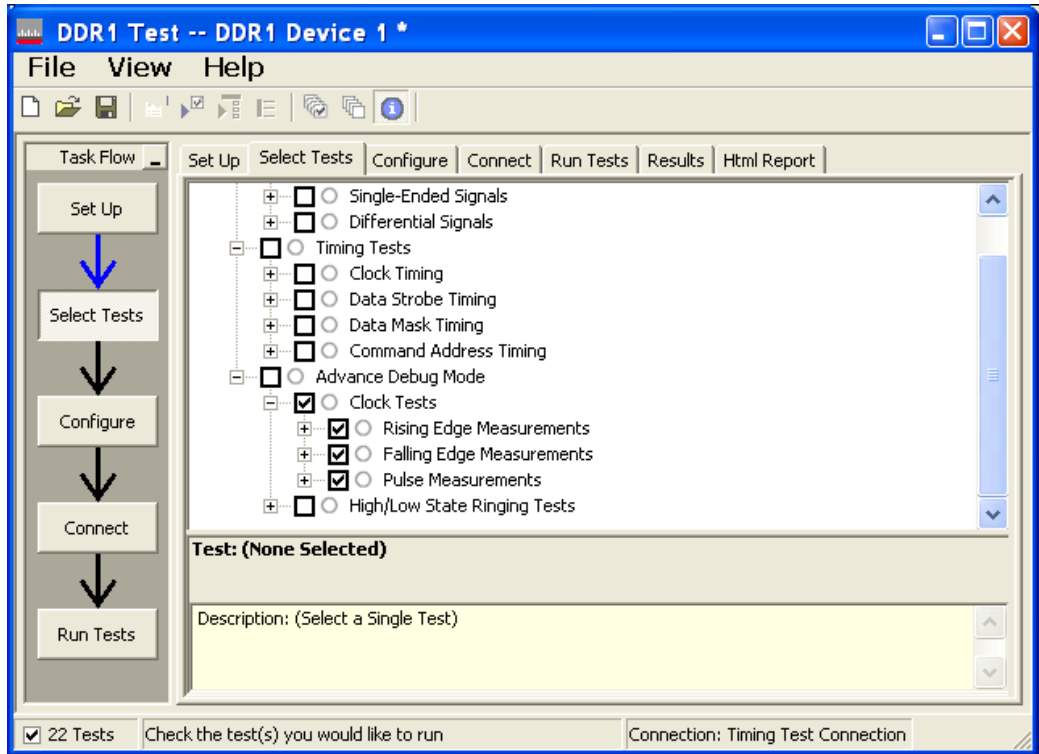 DDR1 Test -- DDR1 Device 1 *
File View Help
Task Flow
Set Up
Select Tests
Configure
Connect
Run Tests
Set Up Select Tests Configure Connect Run Tests Results Html Report
Single-Ended Signals
Differential Signals
Timing Tests
Clock Timing
Data Strobe Timing
Data Mask Timing
Command Address Timing
Advance Debug Mode
Clock Tests
Rising Edge Measurements
Falling Edge Measurements
Pulse Measurements
High/Low State Ringing Tests
Test: (None Selected)
Description: (Select a Single Test)
22 Tests Check the test(s) you would like to run Connection: Timing Test Connection